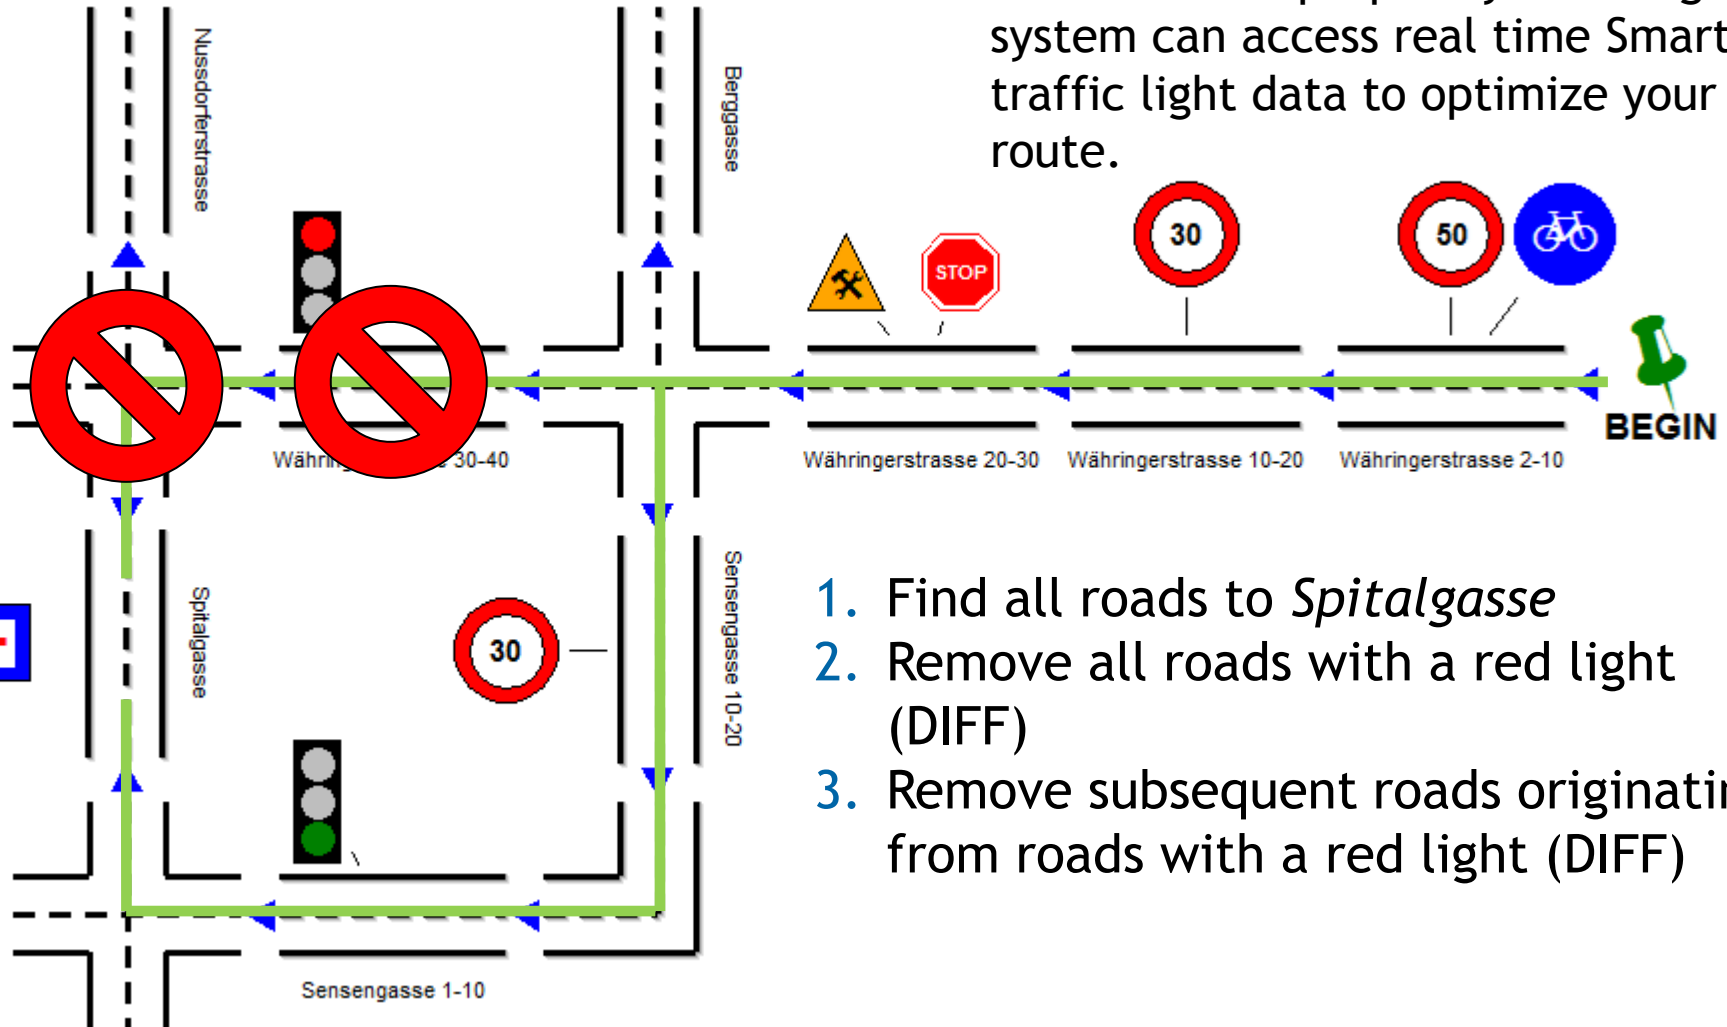 system can access real time Smart
traffic light data to optimize your
route.
Nussdorferstrasse
Berggasse
STOP
30
50
BEGIN
30-40
Währingerstrasse 20-30
Währingerstrasse 10-20
Währingerstrasse 2-10
Spitalgasse
30
Sensengasse 10-20
1. Find all roads to Spitalgasse
2. Remove all roads with a red light
(DIFF)
3. Remove subsequent roads
from roads with a red light (DIFF)
Sensengasse 1-10